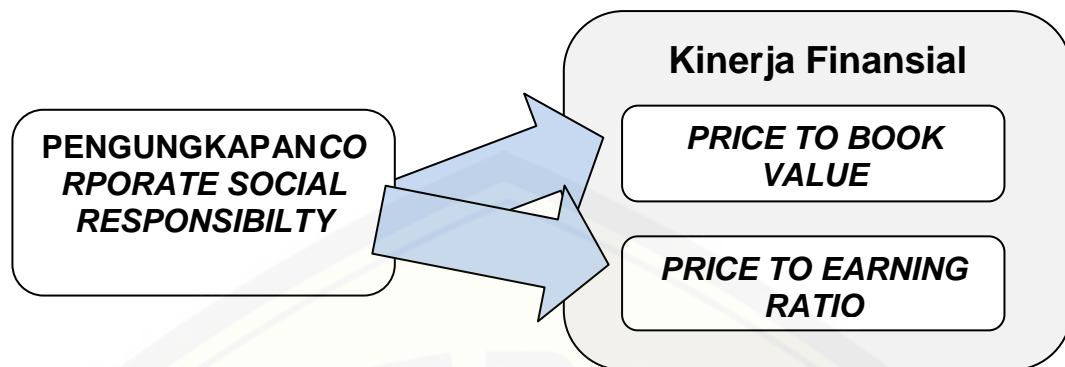 PENGUNGKAPANCO
RPORATE SOCIAL
RESPONSIBILTY
Kinerja Finansial
PRICE TO BOOK
VALUE
PRICE TO EARNING
RATIO